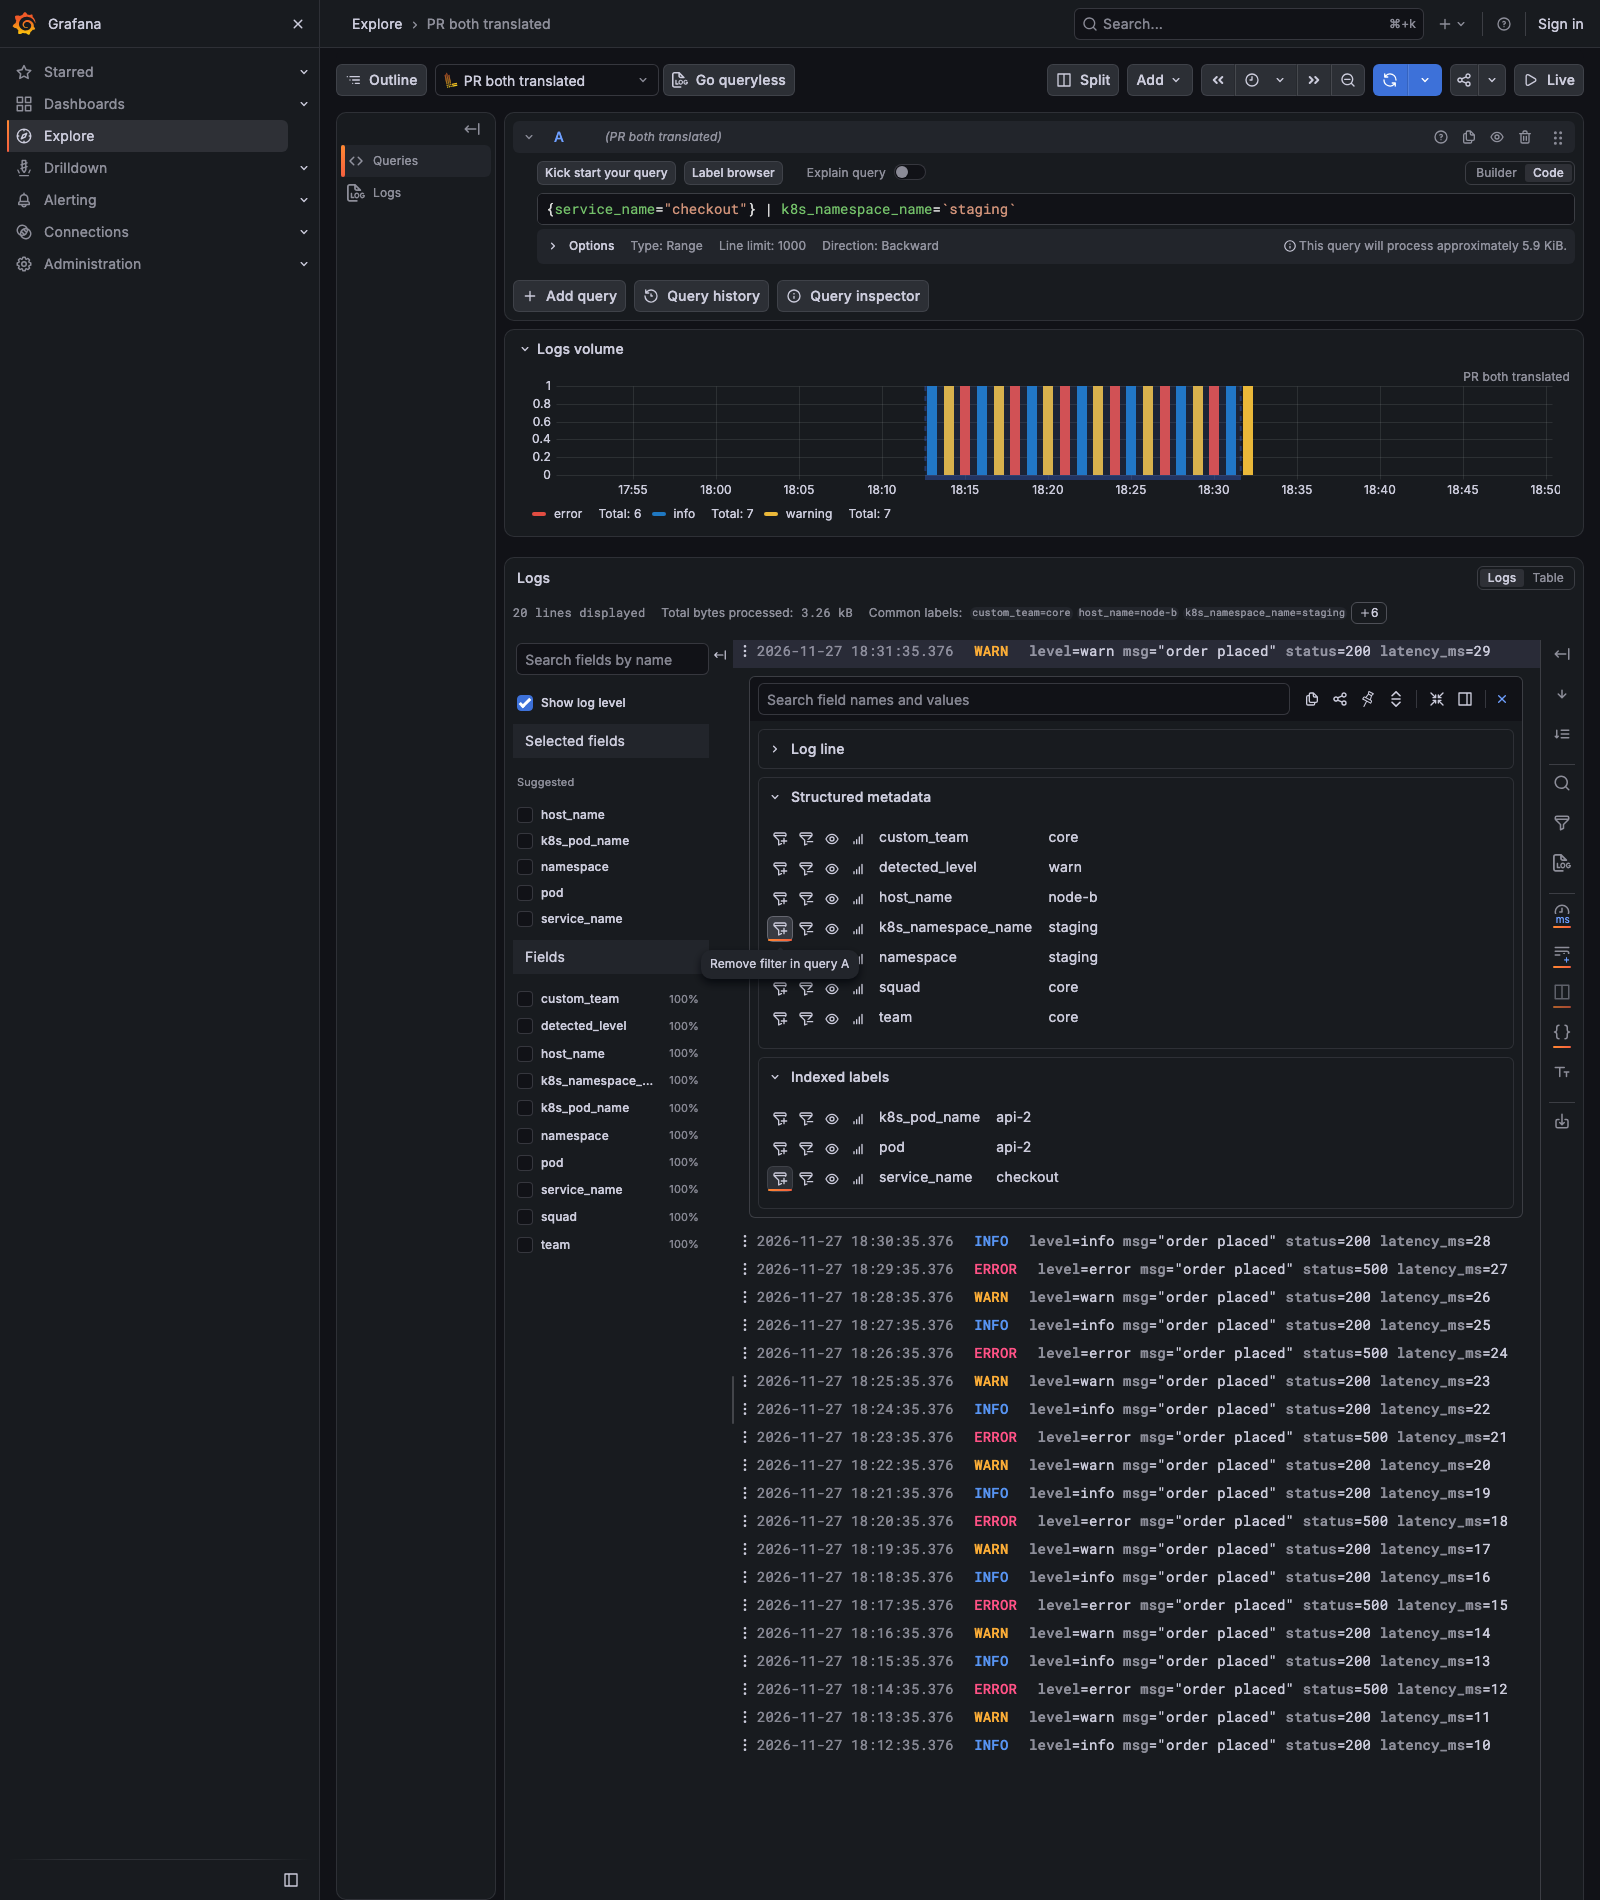 Grafana
Explore › PR both translated
Search...
⌘+k
Sign in
Starred
Dashboards
Explore
Drilldown
Alerting
Connections
Administration
Outline
PR both translated
Go queryless
Split
Add
Live
Queries
Logs
A
(PR both translated)
Kick start your query
Label browser
Explain query
Builder
Code
{service_name="checkout"} | k8s_namespace_name=`staging`
Options Type: Range Line limit: 1000 Direction: Backward
This query will process approximately 5.9 KiB.
Add query
Query history
Query inspector
Logs volume
PR both translated
1
0.8
0.6
0.4
0.2
0
17:55 18:00 18:05 18:10 18:15 18:20 18:25 18:30 18:35 18:40 18:45 18:50
error Total: 6 info Total: 7 warning Total: 7
Logs
Logs
Table
20 lines displayed Total bytes processed: 3.26 kB Common labels: custom_team=core host_name=node-b k8s_namespace_name=staging +6
Search fields by name
Show log level
Selected fields
Suggested
host_name
k8s_pod_name
namespace
pod
service_name
Fields
custom_team 100%
detected_level 100%
host_name 100%
k8s_namespace_... 100%
k8s_pod_name 100%
namespace 100%
pod 100%
service_name 100%
squad 100%
team 100%
2026-11-27 18:31:35.376 WARN level=warn msg="order placed" status=200 latency_ms=29
Search field names and values
Log line
Structured metadata
custom_team core
detected_level warn
host_name node-b
k8s_namespace_name staging
Remove filter in query A
namespace staging
squad core
team core
Indexed labels
k8s_pod_name api-2
pod api-2
service_name checkout
2026-11-27 18:30:35.376 INFO level=info msg="order placed" status=200 latency_ms=28
2026-11-27 18:29:35.376 ERROR level=error msg="order placed" status=500 latency_ms=27
2026-11-27 18:28:35.376 WARN level=warn msg="order placed" status=200 latency_ms=26
2026-11-27 18:27:35.376 INFO level=info msg="order placed" status=200 latency_ms=25
2026-11-27 18:26:35.376 ERROR level=error msg="order placed" status=500 latency_ms=24
2026-11-27 18:25:35.376 WARN level=warn msg="order placed" status=200 latency_ms=23
2026-11-27 18:24:35.376 INFO level=info msg="order placed" status=200 latency_ms=22
2026-11-27 18:23:35.376 ERROR level=error msg="order placed" status=500 latency_ms=21
2026-11-27 18:22:35.376 WARN level=warn msg="order placed" status=200 latency_ms=20
2026-11-27 18:21:35.376 INFO level=info msg="order placed" status=200 latency_ms=19
2026-11-27 18:20:35.376 ERROR level=error msg="order placed" status=500 latency_ms=18
2026-11-27 18:19:35.376 WARN level=warn msg="order placed" status=200 latency_ms=17
2026-11-27 18:18:35.376 INFO level=info msg="order placed" status=200 latency_ms=16
2026-11-27 18:17:35.376 ERROR level=error msg="order placed" status=500 latency_ms=15
2026-11-27 18:16:35.376 WARN level=warn msg="order placed" status=200 latency_ms=14
2026-11-27 18:15:35.376 INFO level=info msg="order placed" status=200 latency_ms=13
2026-11-27 18:14:35.376 ERROR level=error msg="order placed" status=500 latency_ms=12
2026-11-27 18:13:35.376 WARN level=warn msg="order placed" status=200 latency_ms=11
2026-11-27 18:12:35.376 INFO level=info msg="order placed" status=200 latency_ms=10
LOG
ms
Tт